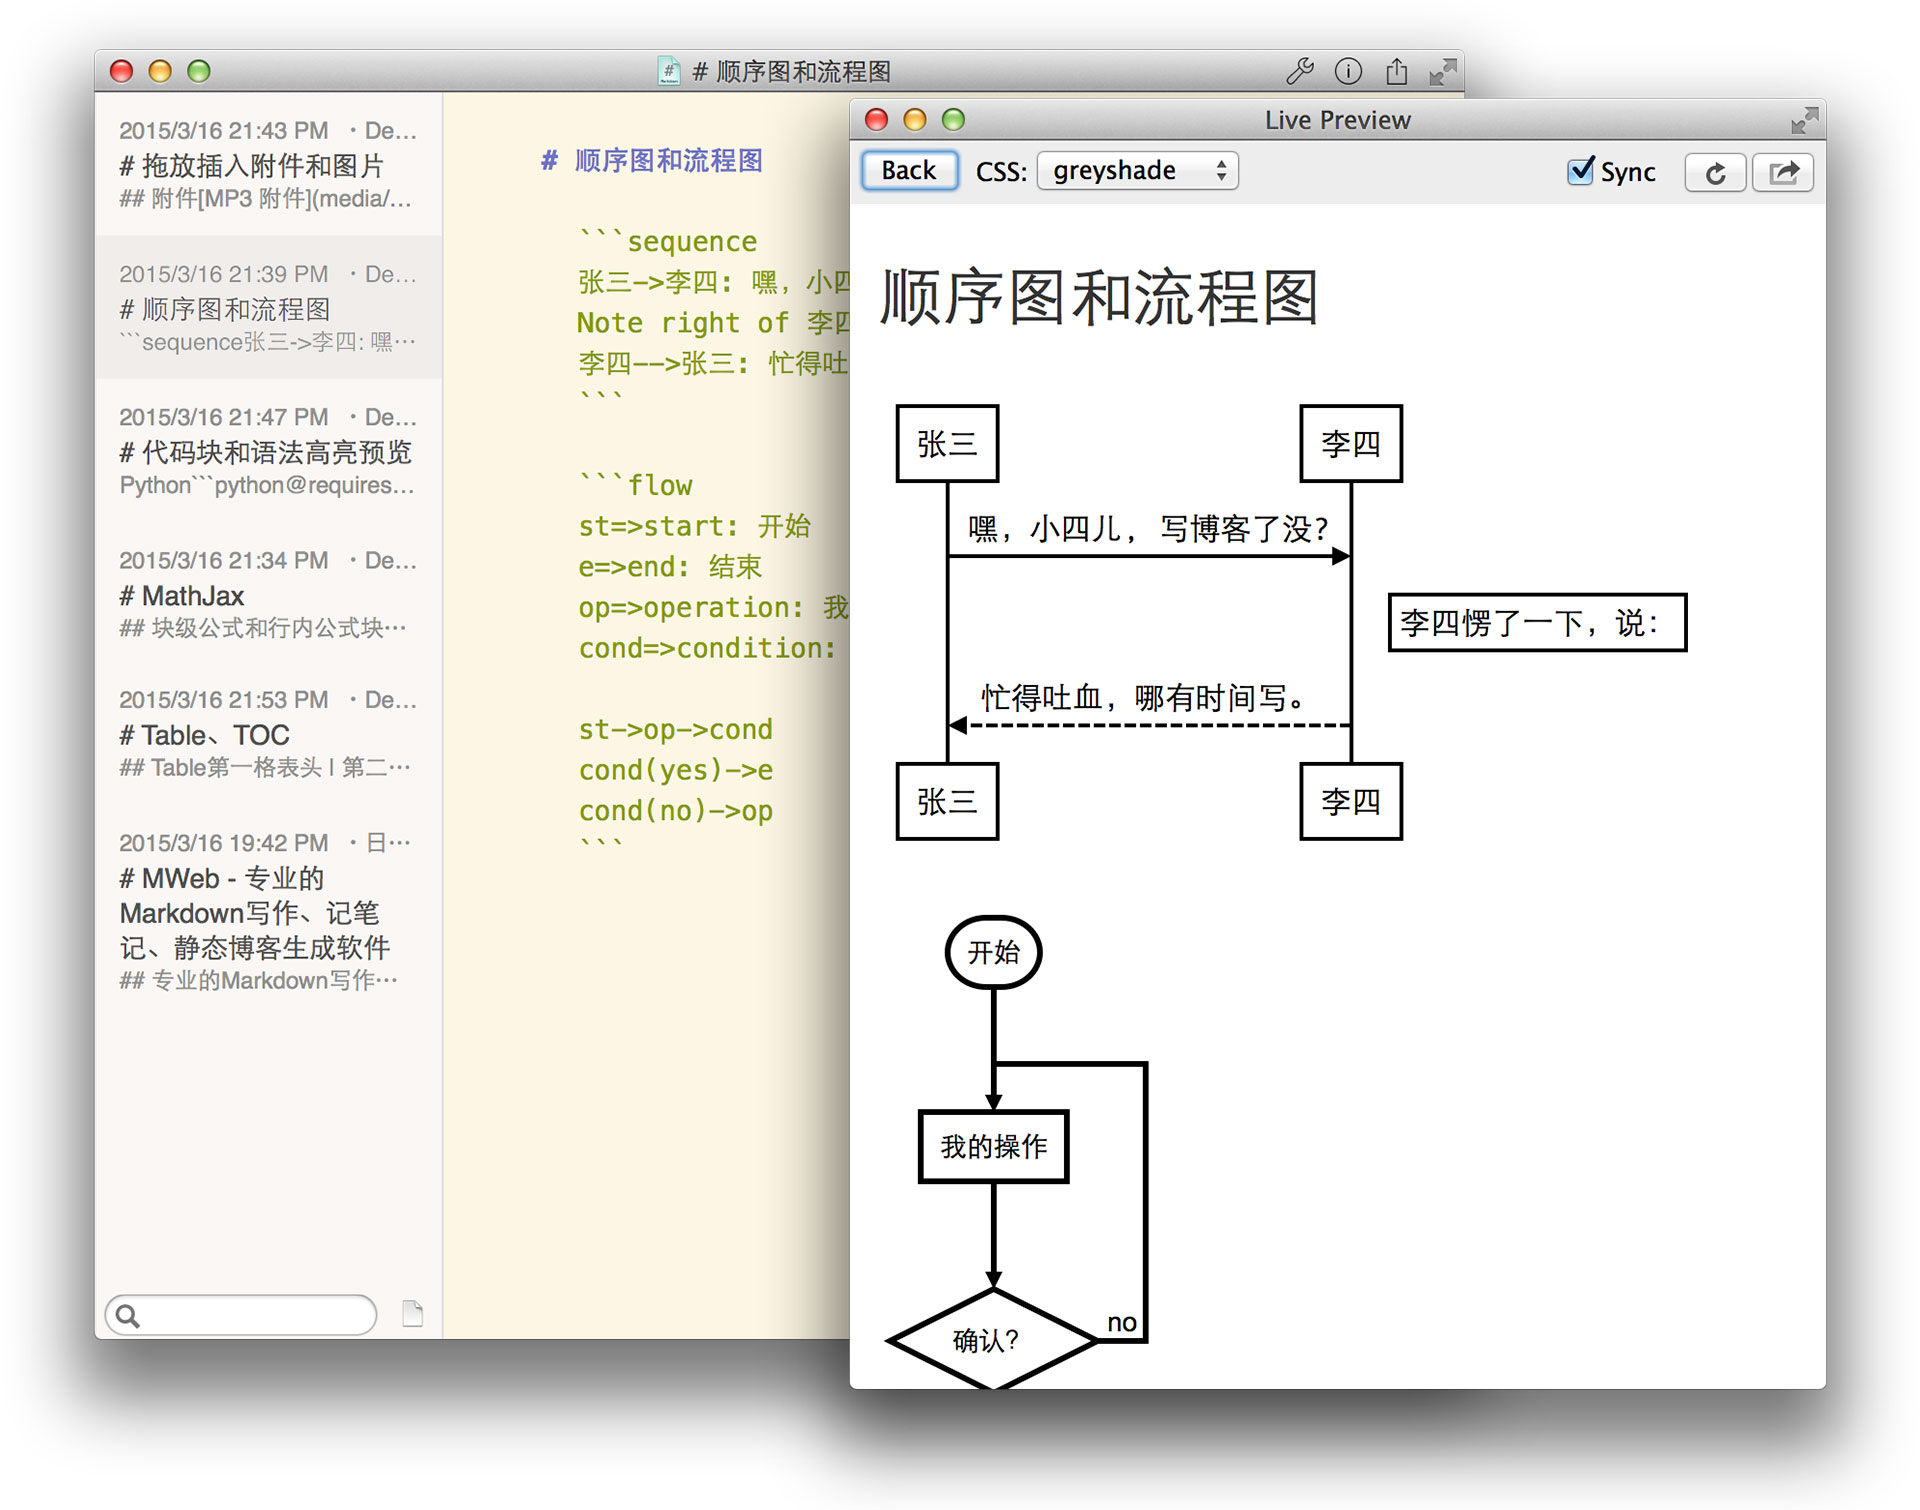 # 顺序图和流程图
2015/3/16 21:43 PM ・De...
# 拖放插入附件和图片
## 附件[MP3 附件](media/...
2015/3/16 21:39 PM ・De...
# 顺序图和流程图
```sequence张三->李四: 嘿…
2015/3/16 21:47 PM ・De...
# 代码块和语法高亮预览
Python```python@requires...
2015/3/16 21:34 PM ・De...
# MathJax
## 块级公式和行内公式块…
2015/3/16 21:53 PM ・De...
# Table、TOC
## Table第一格表头 | 第二…
2015/3/16 19:42 PM ・日…
# MWeb - 专业的
Markdown写作、记笔
记、静态博客生成软件
## 专业的Markdown写作…
# 顺序图和流程图
```sequence
张三->李四: 嘿，小四
Note right of 李四
李四-->张三: 忙得吐
```
```flow
st=>start: 开始
e=>end: 结束
op=>operation: 我
cond=>condition:
st->op->cond
cond(yes)->e
cond(no)->op
```
Live Preview
Back CSS: greyshade Sync
顺序图和流程图
张三 李四
嘿，小四儿，写博客了没?
李四愣了一下，说：
忙得吐血，哪有时间写。
张三 李四
开始
我的操作
确认? no